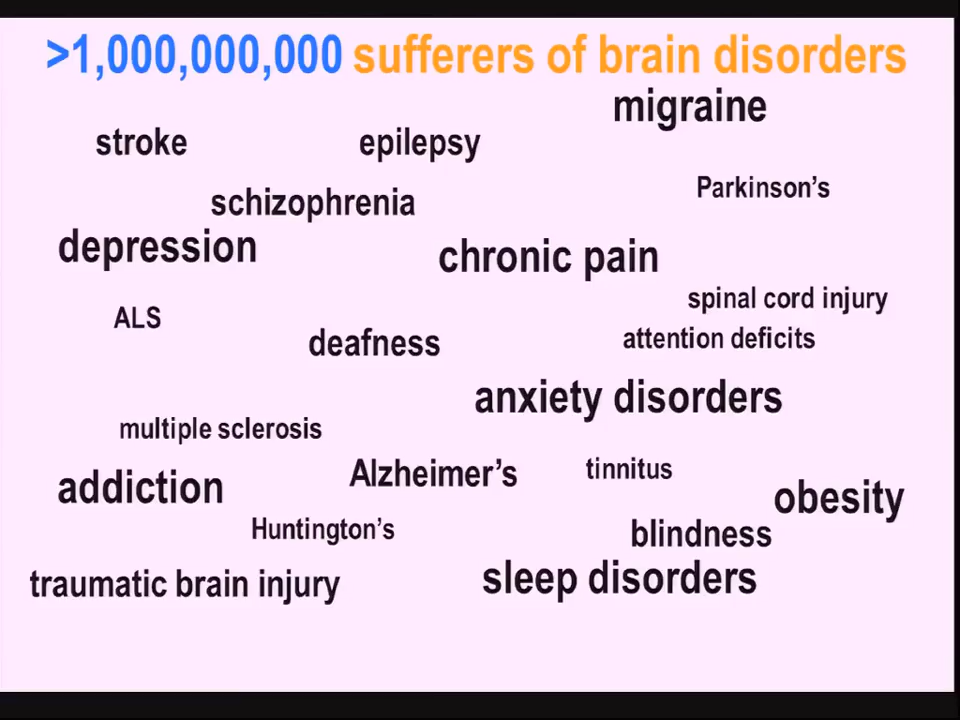 >1,000,000,000 sufferers of brain disorders
migraine
stroke
epilepsy
Parkinson’s
schizophrenia
depression
chronic pain
spinal cord injury
ALS
deafness
attention deficits
anxiety disorders
multiple sclerosis
addiction
Alzheimer’s
tinnitus
obesity
Huntington’s
blindness
traumatic brain injury
sleep disorders